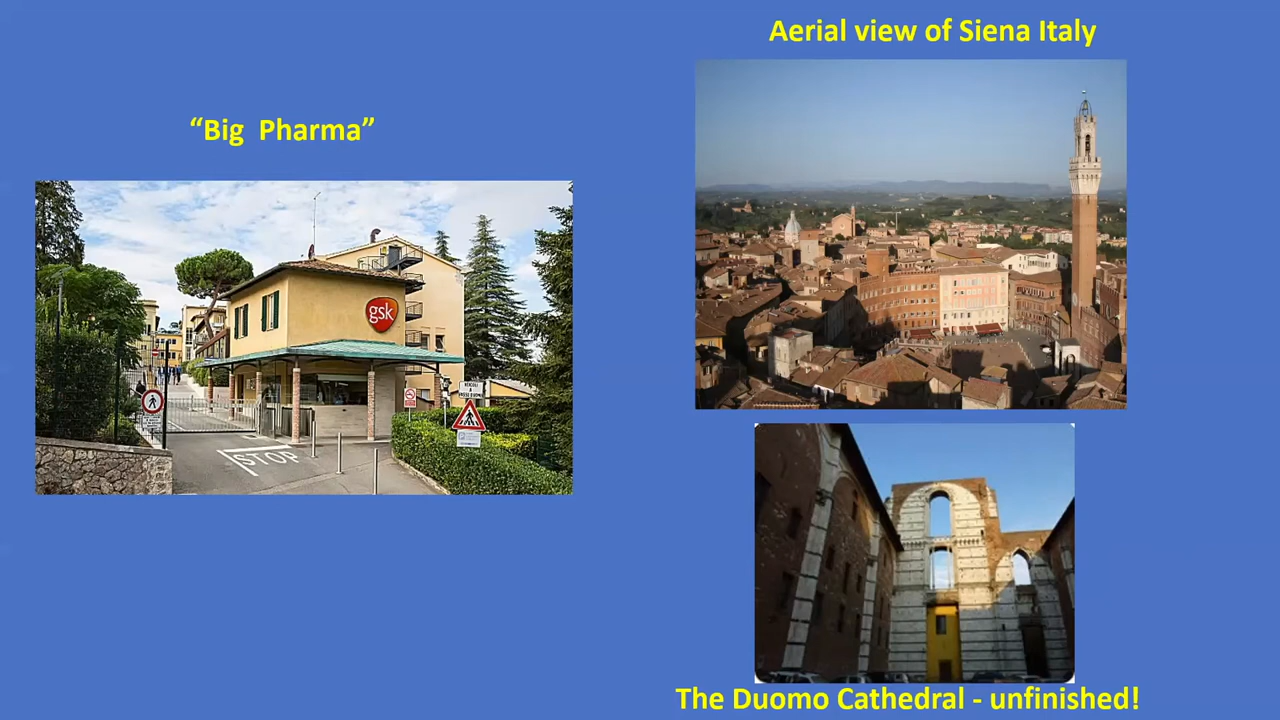 Aerial view of Siena Italy
“Big  Pharma”
gsk
STOP
The Duomo Cathedral - unfinished!